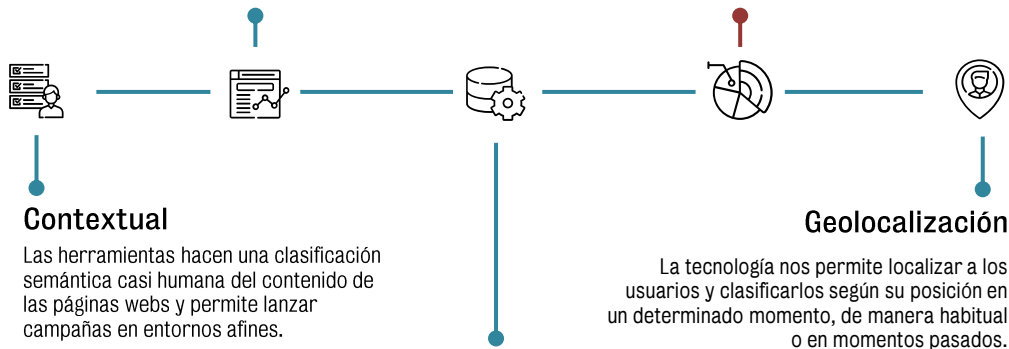 Contextual
Las herramientas hacen una clasificación
semántica casi humana del contenido de
las páginas webs y permite lanzar
campañas en entornos afines.
Geolocalización
La tecnología nos permite localizar a los
usuarios y clasificarlos según su posición en
un determinado momento, de manera habitual
o en momentos pasados.